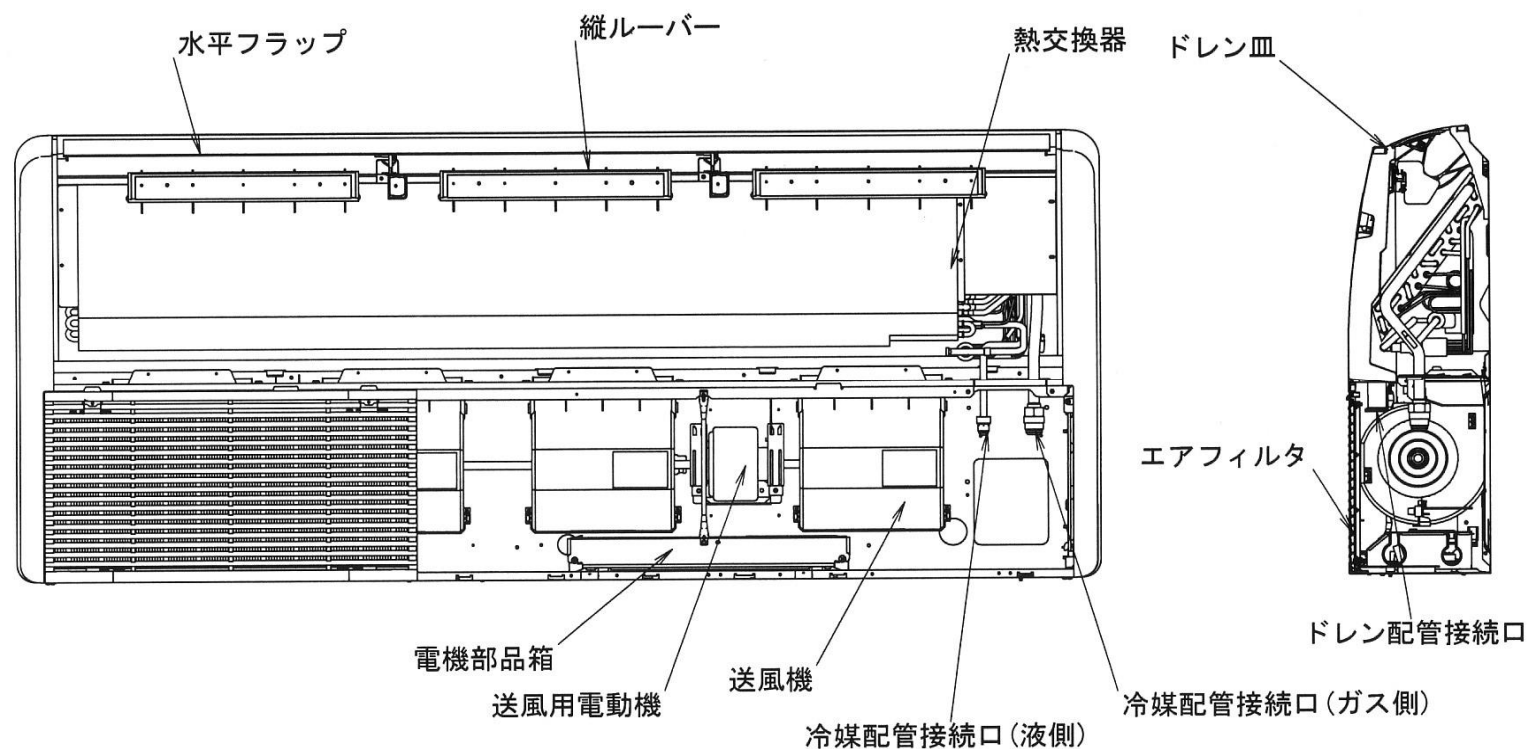 縦ルーバー
水平フラップ
熱交換器
ドレン皿
エアフィルタ
ドレン配管接続口
電機部品箱
送風機
送風用電動機
冷媒配管接続口(ガス側)
冷媒配管接続口(液側)